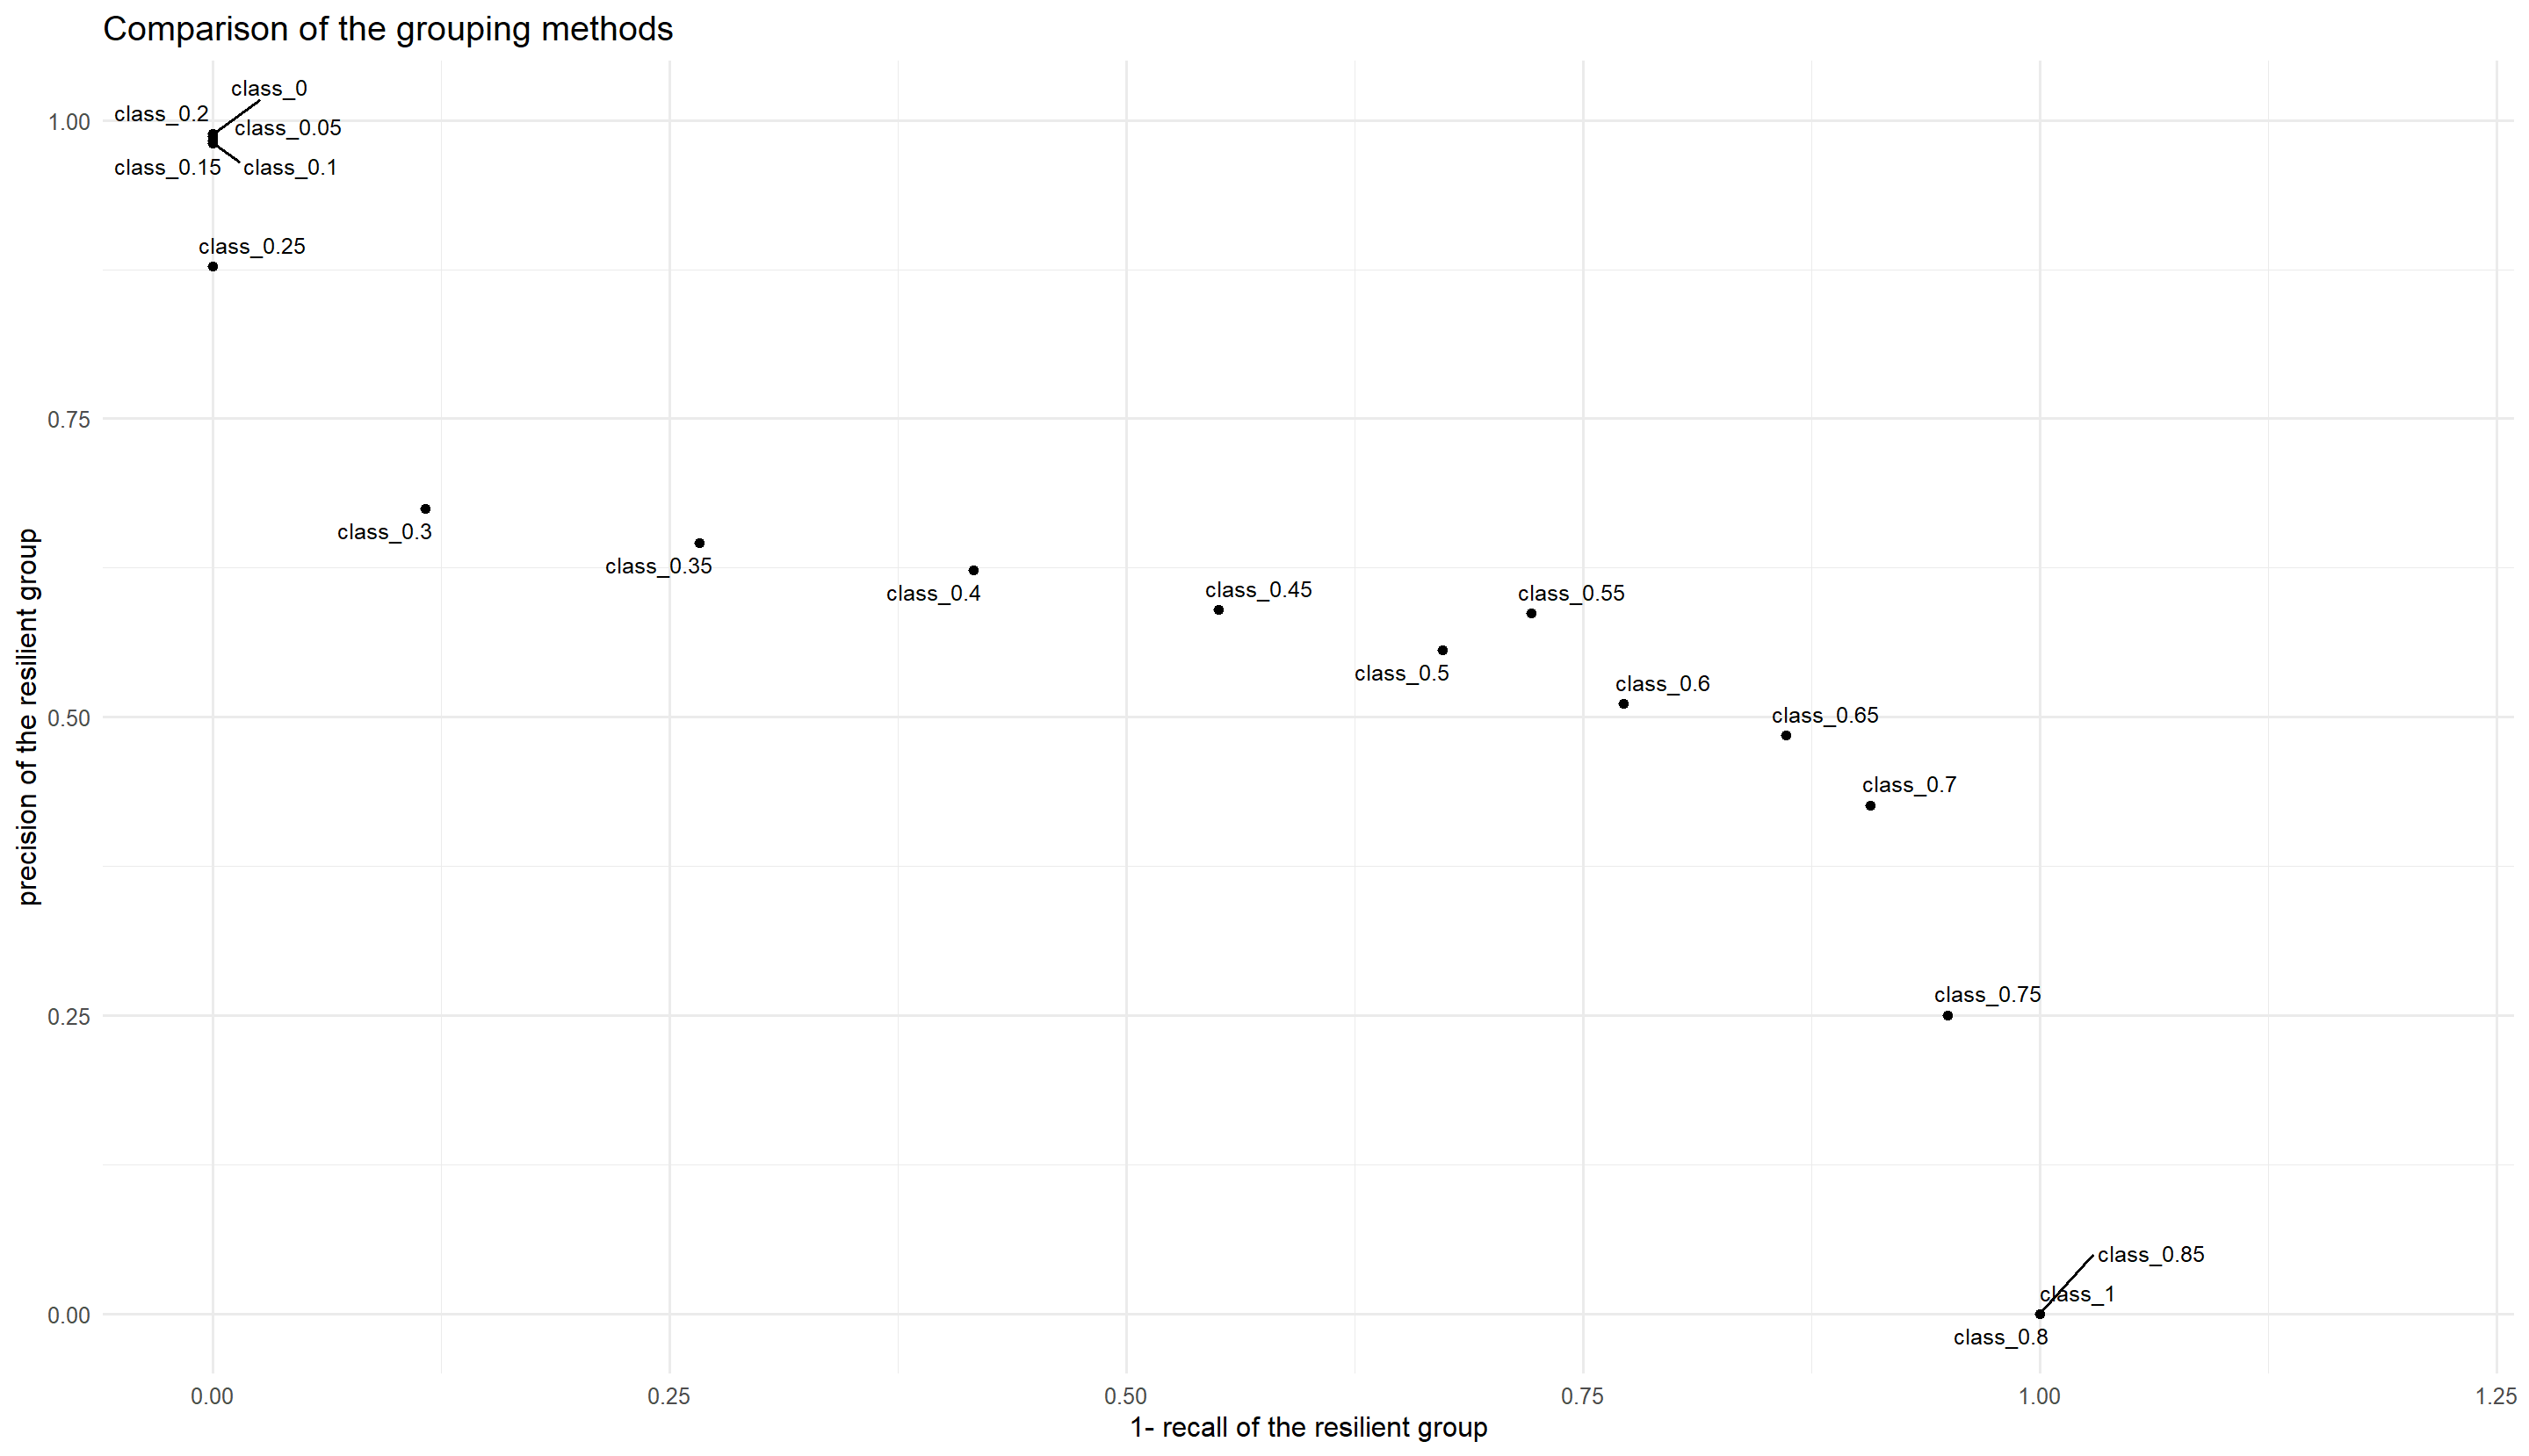 Comparison of the grouping methods
class_0
class_0.2
class_0.05
class_0.15
class_0.1
class_0.25
class_0.3
class_0.35
class_0.4
class_0.45
class_0.55
class_0.5
class_0.6
class_0.65
class_0.7
class_0.75
class_0.85
class_1
class_0.8
1.00
0.75
0.50
0.25
0.00
precision of the resilient group
0.00
0.25
0.50
0.75
1.00
1.25
1- recall of the resilient group